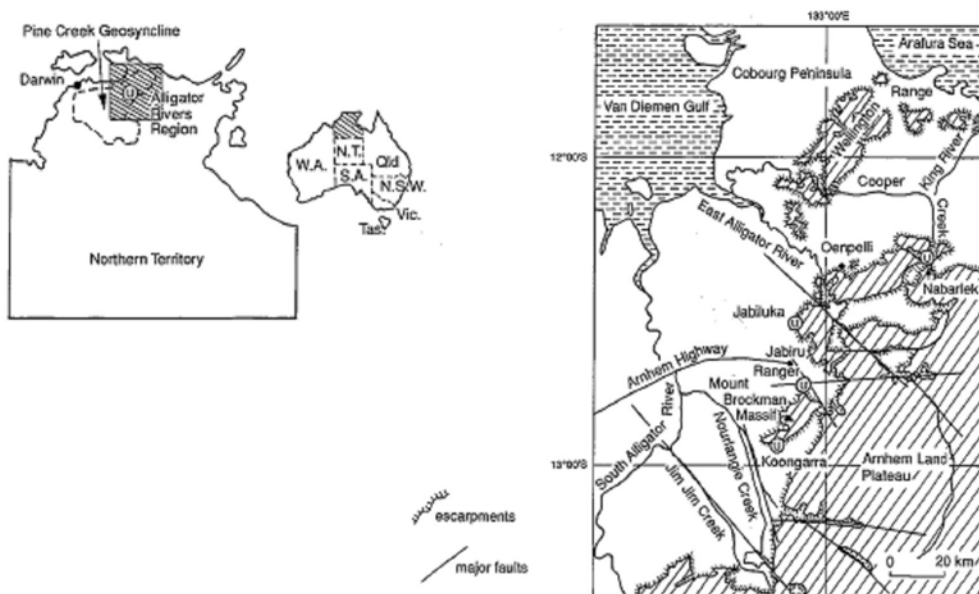 Pine Creek Geosyncline
Darwin
U
Alligator
Rivers
Region
Northern Territory
W.A.
N.T.
Qld
S.A.
N.S.W.
Vic.
Tas.
escarpments
major faults
133°00'E
Arafura Sea
Cobourg Peninsula
Range
Van Diemen Gulf
Wellington
12°00'S
King River
Cooper
Creek
East Alligator River
Oenpelli
U
Nabarlek
Jabiluka
U
Jabiru
Arnhem Highway
Ranger
U
Mount
Brockman
Massif
South Alligator
River
Nourlangie Creek
U
Koongarra
13°00'S
Jim Jim Creek
Arnhem Land
Plateau
0 20 km